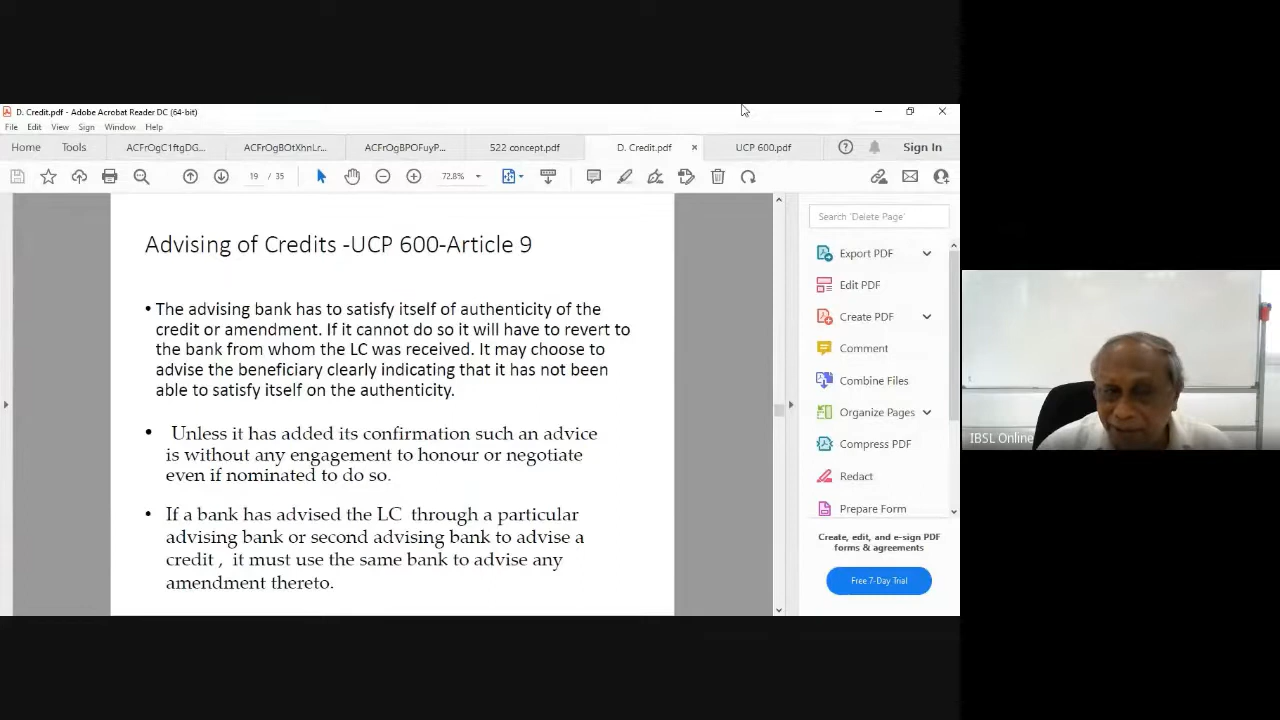 D. Credit.pdf - Adobe Acrobat Reader DC (64-bit)
File Edit View Sign Window Help
Home Tools ACFrOgC1ftgDG... ACFrOgBOtXhnLr... ACFrOgBPOFuyP... 522 concept.pdf D. Credit.pdf × UCP 600.pdf Sign In
19 / 35 72.8%
Advising of Credits -UCP 600-Article 9
• The advising bank has to satisfy itself of authenticity of the
credit or amendment. If it cannot do so it will have to revert to
the bank from whom the LC was received. It may choose to
advise the beneficiary clearly indicating that it has not been
able to satisfy itself on the authenticity.
• Unless it has added its confirmation such an advice
is without any engagement to honour or negotiate
even if nominated to do so.
• If a bank has advised the LC through a particular
advising bank or second advising bank to advise a
credit , it must use the same bank to advise any
amendment thereto.
Search 'Delete Page'
Export PDF
Edit PDF
Create PDF
Comment
Combine Files
Organize Pages
Compress PDF
Redact
Prepare Form
Create, edit, and e-sign PDF
forms & agreements
Free 7-Day Trial
IBSL Online